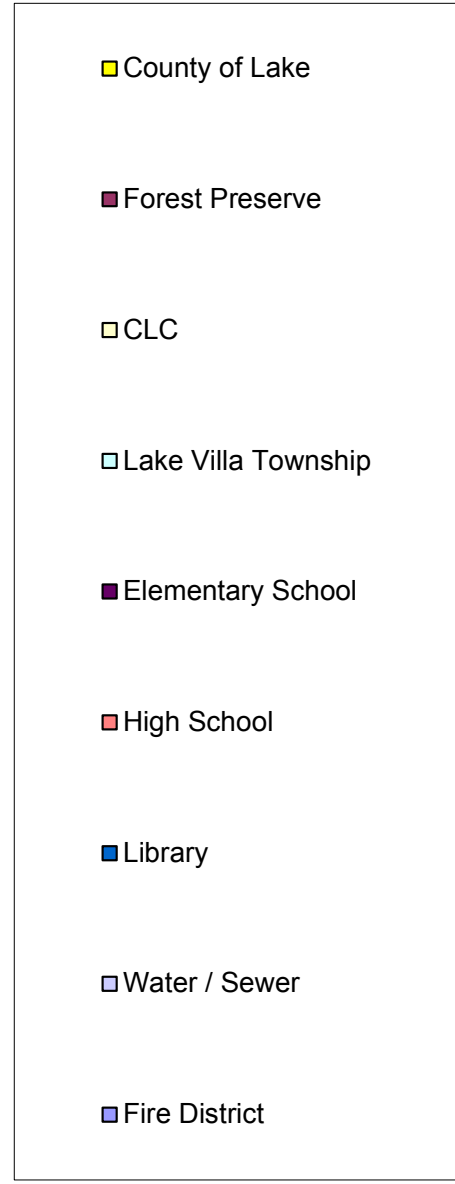 County of Lake
Forest Preserve
CLC
Lake Villa Township
Elementary School
High School
Library
Water / Sewer
Fire District